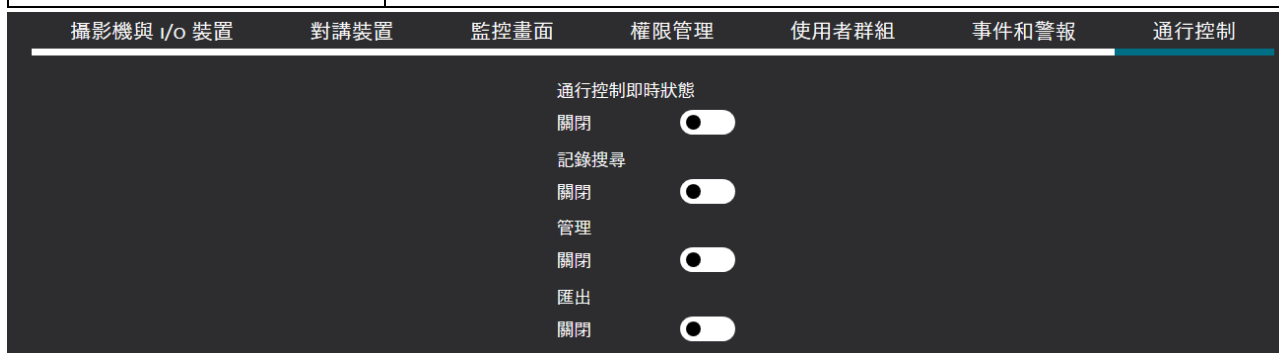 攝影機與 I/O 裝置 對講裝置 監控畫面 權限管理 使用者群組 事件和警報 通行控制
通行控制即時狀態
關閉
記錄搜尋
關閉
管理
關閉
匯出
關閉